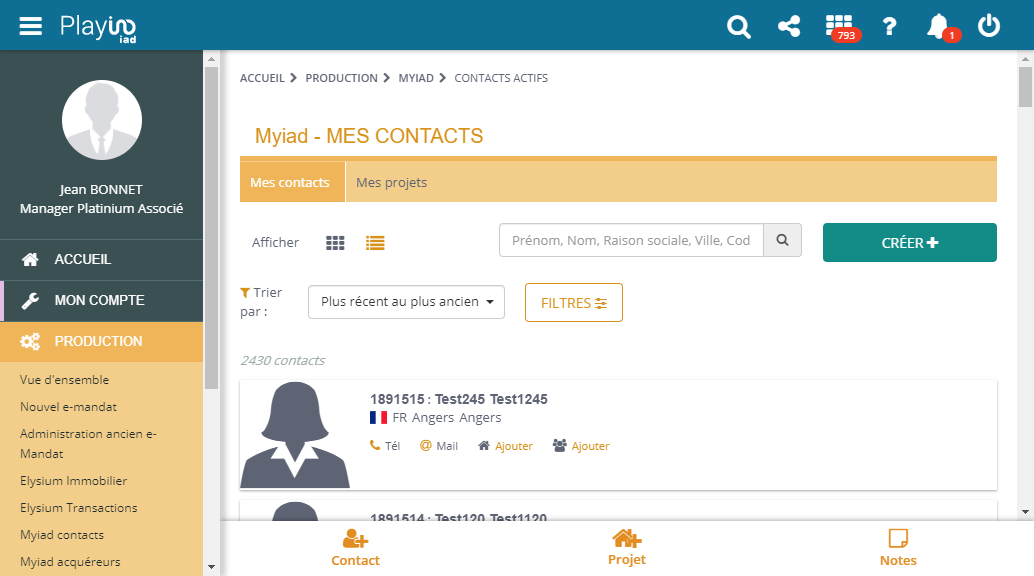 Playiad
iad
793
?
1
Jean BONNET
Manager Platinium Associé
ACCUEIL
MON COMPTE
PRODUCTION
Vue d'ensemble
Nouvel e-mandat
Administration ancien e-
Mandat
Elysium Immobilier
Elysium Transactions
Myiad contacts
Myiad acquéreurs
ACCUEIL > PRODUCTION > MYIAD > CONTACTS ACTIFS
Myiad - MES CONTACTS
Mes contacts Mes projets
Afficher
Prénom, Nom, Raison sociale, Ville, Cod
CRÉER
Trier
par :
Plus récent au plus ancien
FILTRES
2430 contacts
1891515 : Test245 Test1245
FR Angers Angers
Tél Mail Ajouter Ajouter
1891514 : Test120 Test1120
Contact Projet Notes